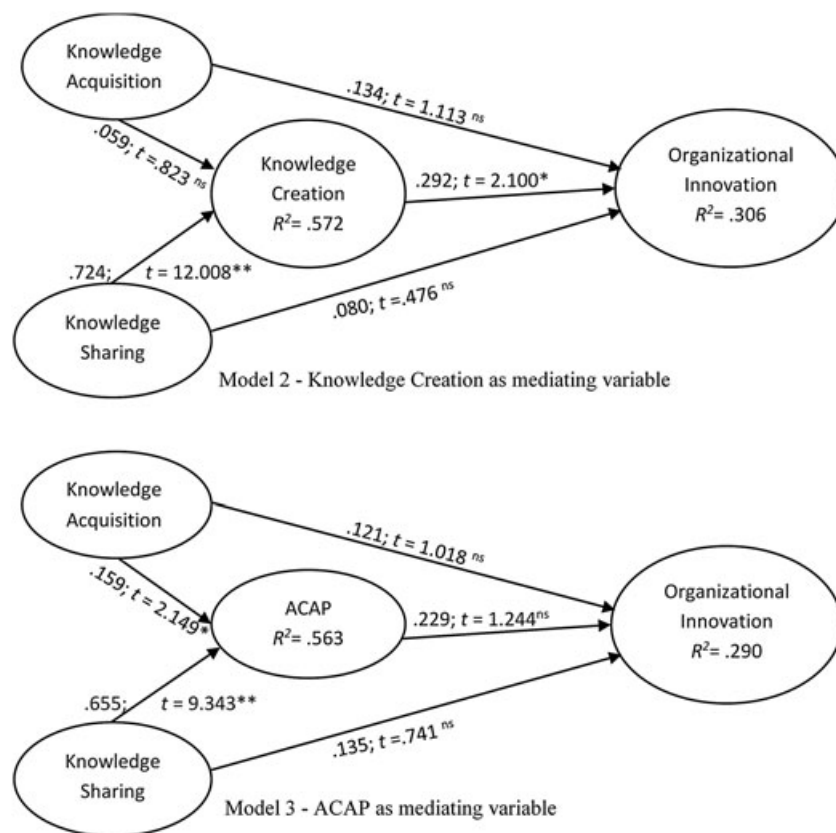 Knowledge
Acquisition
.134; t = 1.113 ns
.059; t =.823 ns
Knowledge
Creation
R²= .572
.292; t = 2.100*
Organizational
Innovation
R²= .306
.724; t = 12.008**
.080; t =.476 ns
Knowledge
Sharing
Model 2 - Knowledge Creation as mediating variable
Knowledge
Acquisition
.121; t = 1.018 ns
.159; t = 2.149*
ACAP
R²= .563
.229; t = 1.244ns
Organizational
Innovation
R²= .290
.655; t = 9.343**
.135; t =.741 ns
Knowledge
Sharing
Model 3 - ACAP as mediating variable